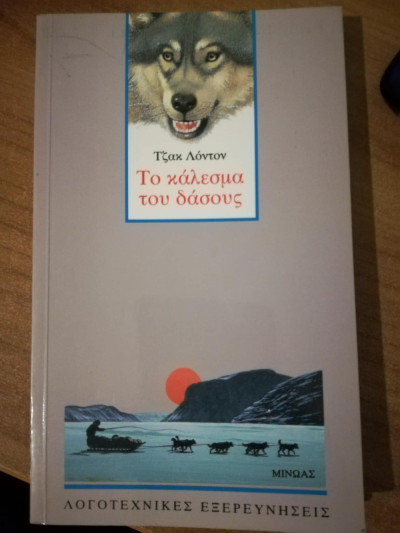 Τζακ Λόντον
Το κάλεσμα
του δάσους
ΜΙΝΩΑΣ
ΛΟΓΟΤΕΧΝΙΚΕΣ ΕΞΕΡΕΥΝΗΣΕΙΣ